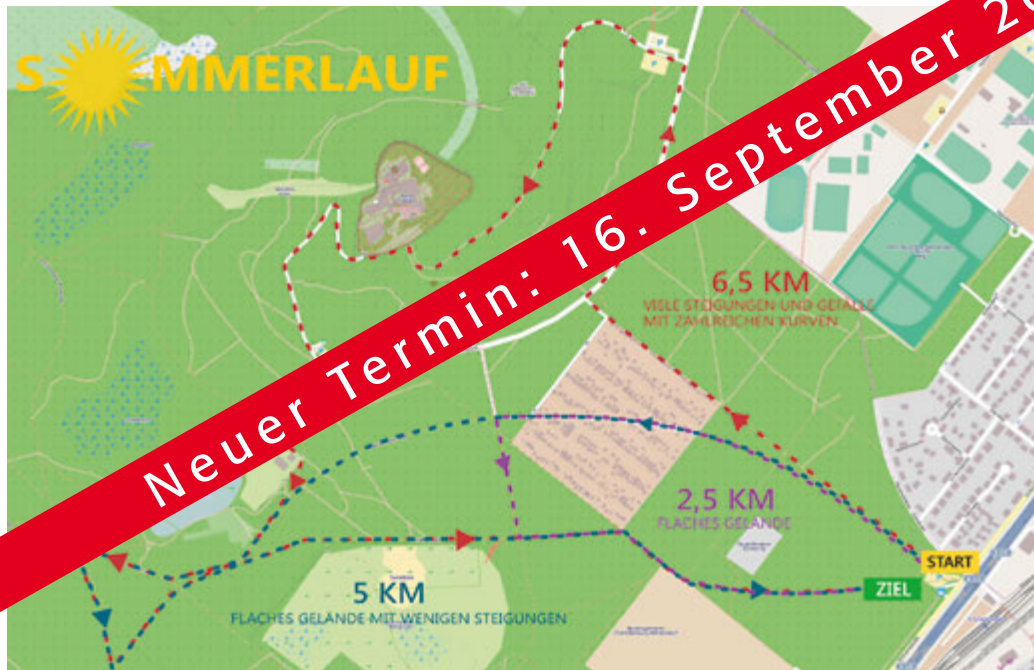 SOMMERLAUF
Neuer Termin: 16. September 20
6,5 KM
VIELE STEIGUNGEN UND GEFÄLLE
MIT ZAHLREICHEN KURVEN
2,5 KM
FLACHES GELÄNDE
START
ZIEL
5 KM
FLACHES GELÄNDE MIT WENIGEN STEIGUNGEN